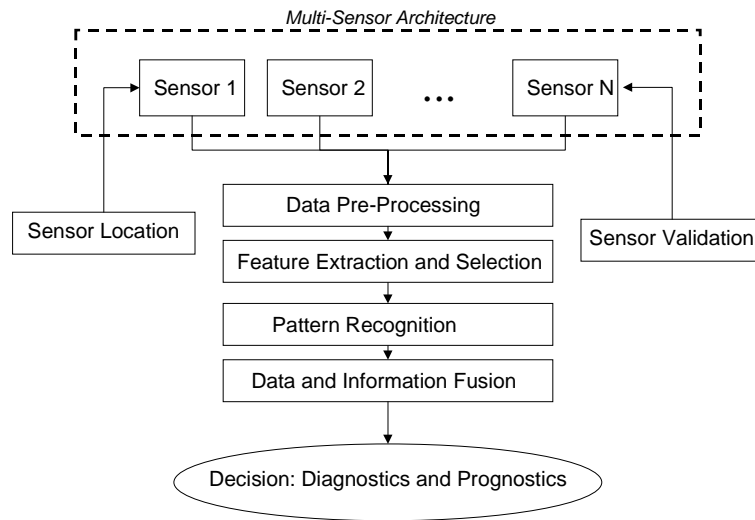 Multi-Sensor Architecture
Sensor 1
Sensor 2
...
Sensor N
Data Pre-Processing
Sensor Location
Sensor Validation
Feature Extraction and Selection
Pattern Recognition
Data and Information Fusion
Decision: Diagnostics and Prognostics